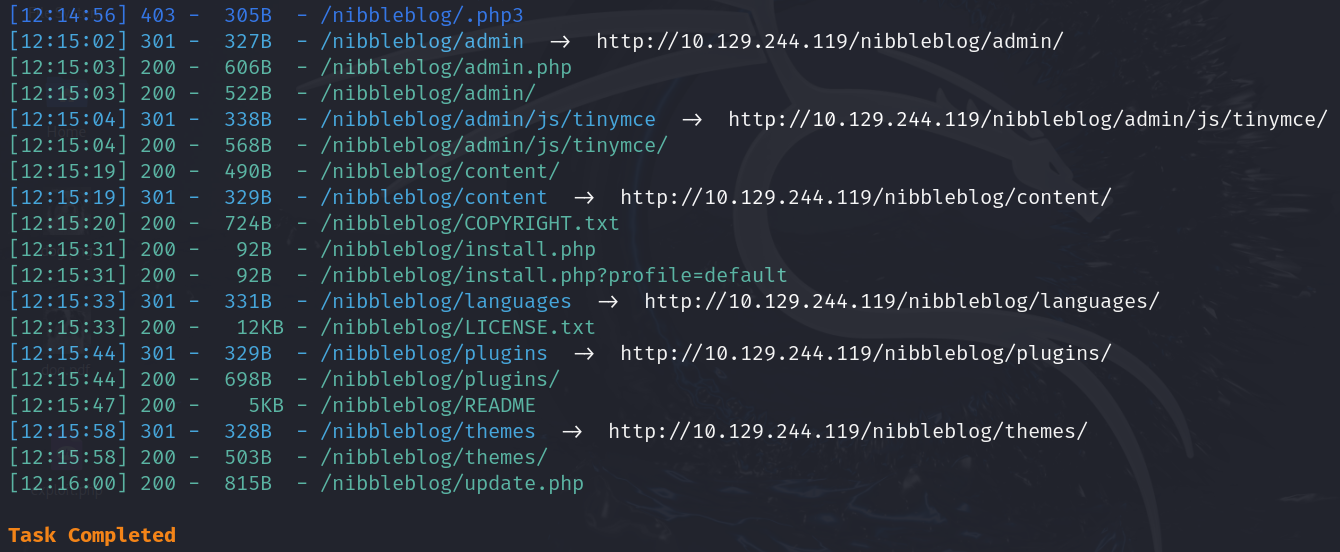 [12:14:56] 403 -  305B  - /nibbleblog/.php3
[12:15:02] 301 -  327B  - /nibbleblog/admin  →  http://10.129.244.119/nibbleblog/admin/
[12:15:03] 200 -  606B  - /nibbleblog/admin.php
[12:15:03] 200 -  522B  - /nibbleblog/admin/
[12:15:04] 301 -  338B  - /nibbleblog/admin/js/tinymce  →  http://10.129.244.119/nibbleblog/admin/js/tinymce/
[12:15:04] 200 -  568B  - /nibbleblog/admin/js/tinymce/
[12:15:19] 200 -  490B  - /nibbleblog/content/
[12:15:19] 301 -  329B  - /nibbleblog/content  →  http://10.129.244.119/nibbleblog/content/
[12:15:20] 200 -  724B  - /nibbleblog/COPYRIGHT.txt
[12:15:31] 200 -   92B  - /nibbleblog/install.php
[12:15:31] 200 -   92B  - /nibbleblog/install.php?profile=default
[12:15:33] 301 -  331B  - /nibbleblog/languages  →  http://10.129.244.119/nibbleblog/languages/
[12:15:33] 200 -   12KB - /nibbleblog/LICENSE.txt
[12:15:44] 301 -  329B  - /nibbleblog/plugins  →  http://10.129.244.119/nibbleblog/plugins/
[12:15:44] 200 -  698B  - /nibbleblog/plugins/
[12:15:47] 200 -    5KB - /nibbleblog/README
[12:15:58] 301 -  328B  - /nibbleblog/themes  →  http://10.129.244.119/nibbleblog/themes/
[12:15:58] 200 -  503B  - /nibbleblog/themes/
[12:16:00] 200 -  815B  - /nibbleblog/update.php
Task Completed